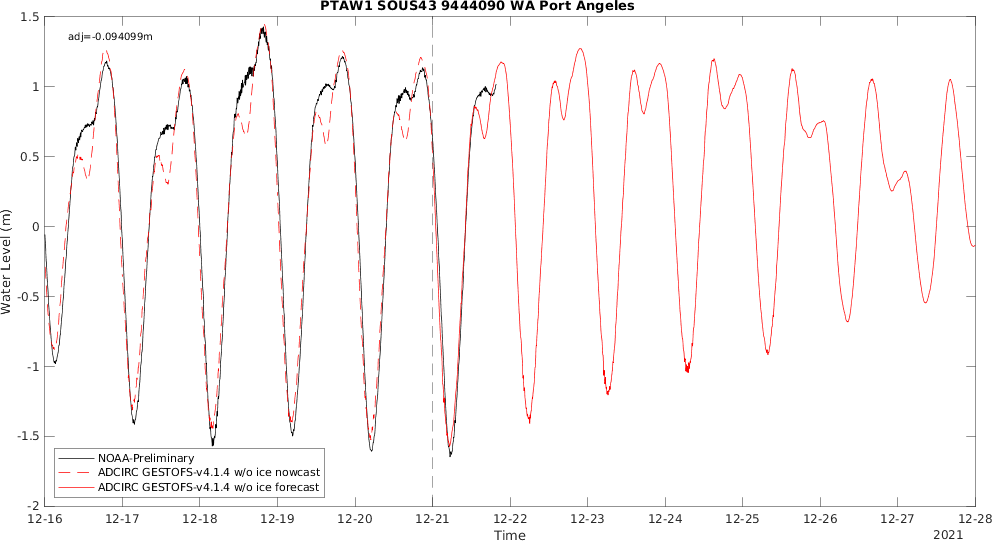 PTAW1 SOUS43 9444090 WA Port Angeles
adj=-0.094099m
1.5
1
0.5
0
-0.5
-1
-1.5
-2
Water Level (m)
NOAA-Preliminary
ADCIRC GESTOFS-v4.1.4 w/o ice nowcast
ADCIRC GESTOFS-v4.1.4 w/o ice forecast
12-16 12-17 12-18 12-19 12-20 12-21 12-22 12-23 12-24 12-25 12-26 12-27 12-28
Time
2021